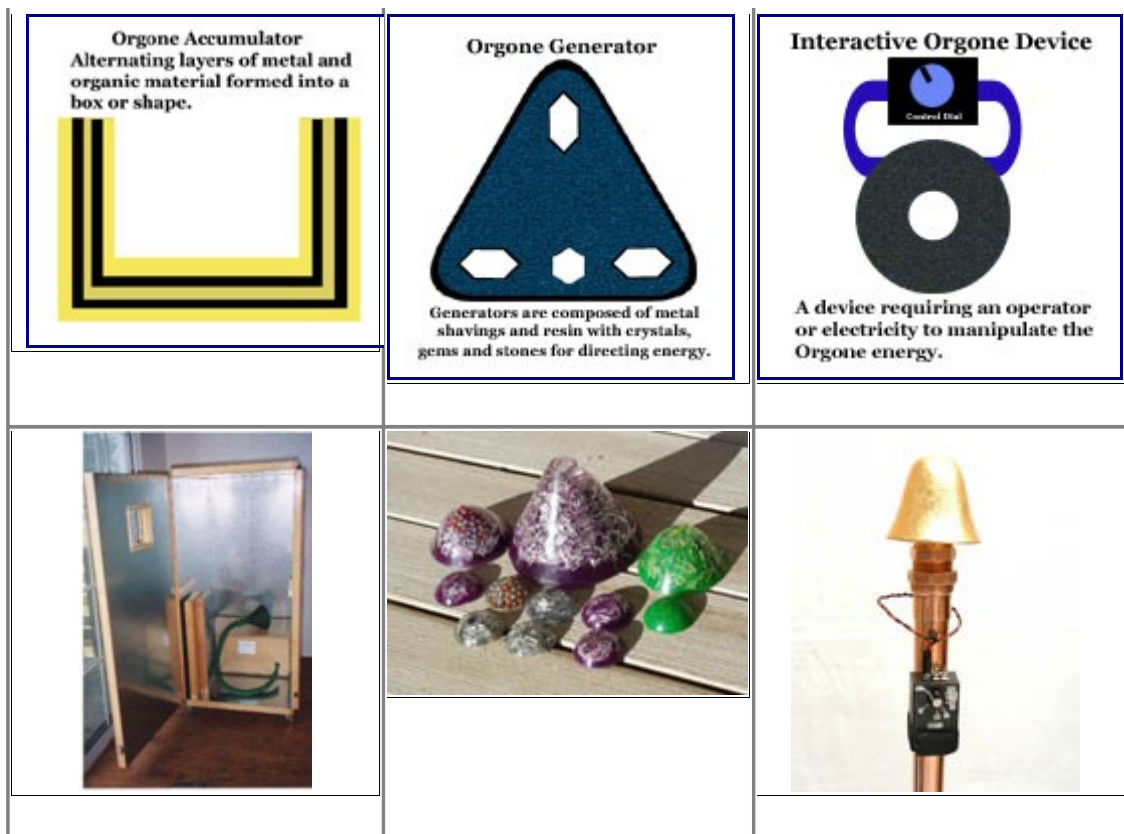 Orgone Accumulator
Alternating layers of metal and
organic material formed into a
box or shape.
Orgone Generator
Generators are composed of metal
shavings and resin with crystals,
gems and stones for directing energy.
Interactive Orgone Device
Control Dial
A device requiring an operator
or electricity to manipulate the
Orgone energy.